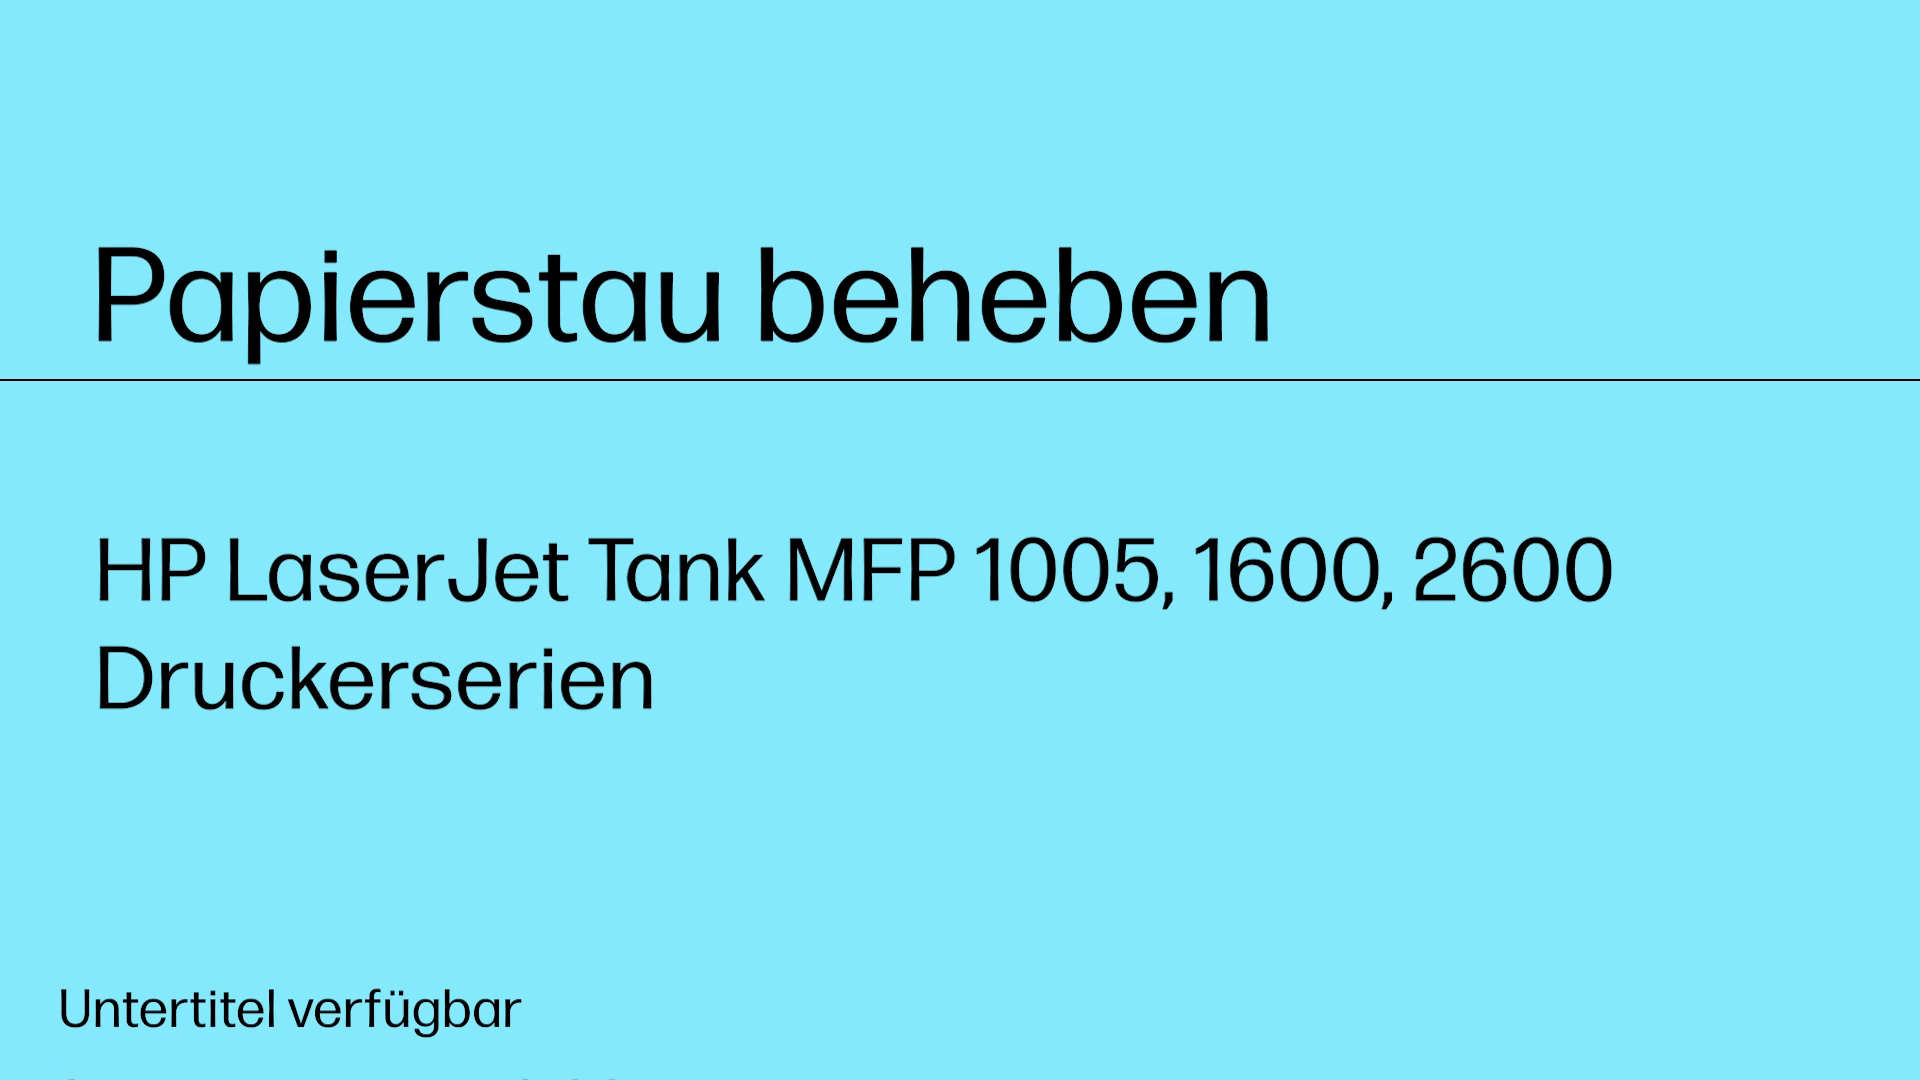 Papierstau beheben
HP LaserJet Tank MFP 1005, 1600, 2600
Druckerserien
Untertitel verfügbar